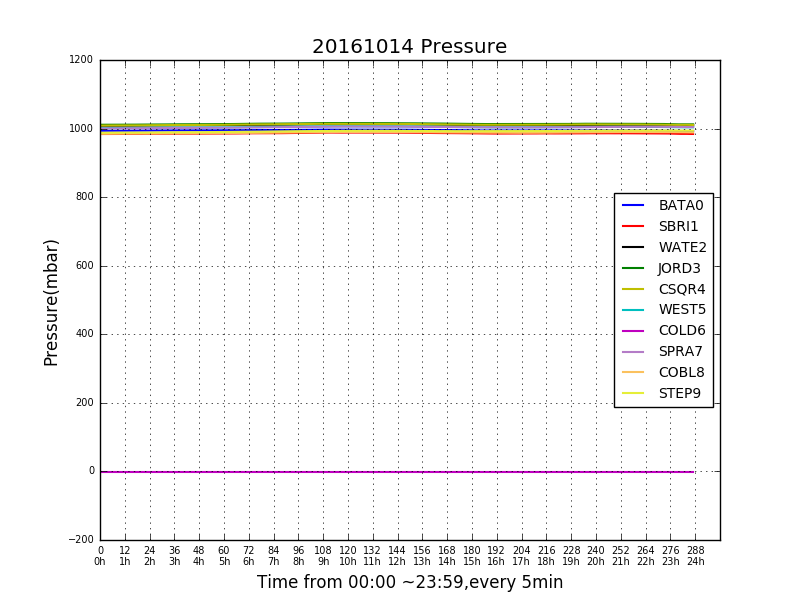 20161014 Pressure
1200
1000
800
600
400
200
0
−200
Pressure(mbar)
BATA0
SBRI1
WATE2
JORD3
CSQR4
WEST5
COLD6
SPRA7
COBL8
STEP9
0 12 24 36 48 60 72 84 96 108 120 132 144 156 168 180 192 204 216 228 240 252 264 276 288
0h 1h 2h 3h 4h 5h 6h 7h 8h 9h 10h 11h 12h 13h 14h 15h 16h 17h 18h 19h 20h 21h 22h 23h 24h
Time from 00:00 ~23:59,every 5min